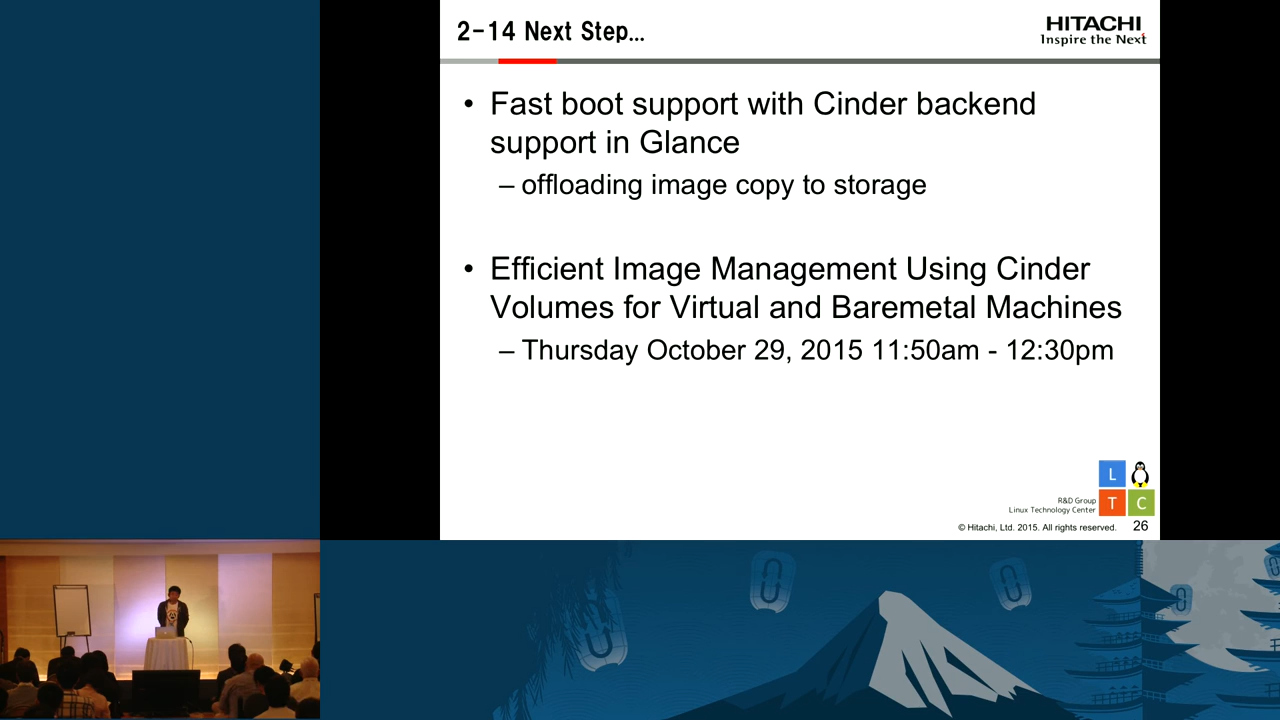 2-14 Next Step...
HITACHI
Inspire the Next
• Fast boot support with Cinder backend
support in Glance
– offloading image copy to storage
• Efficient Image Management Using Cinder
Volumes for Virtual and Baremetal Machines
– Thursday October 29, 2015 11:50am - 12:30pm
L
R&D Group
Linux Technology Center
T C
© Hitachi, Ltd. 2015. All rights reserved. 26